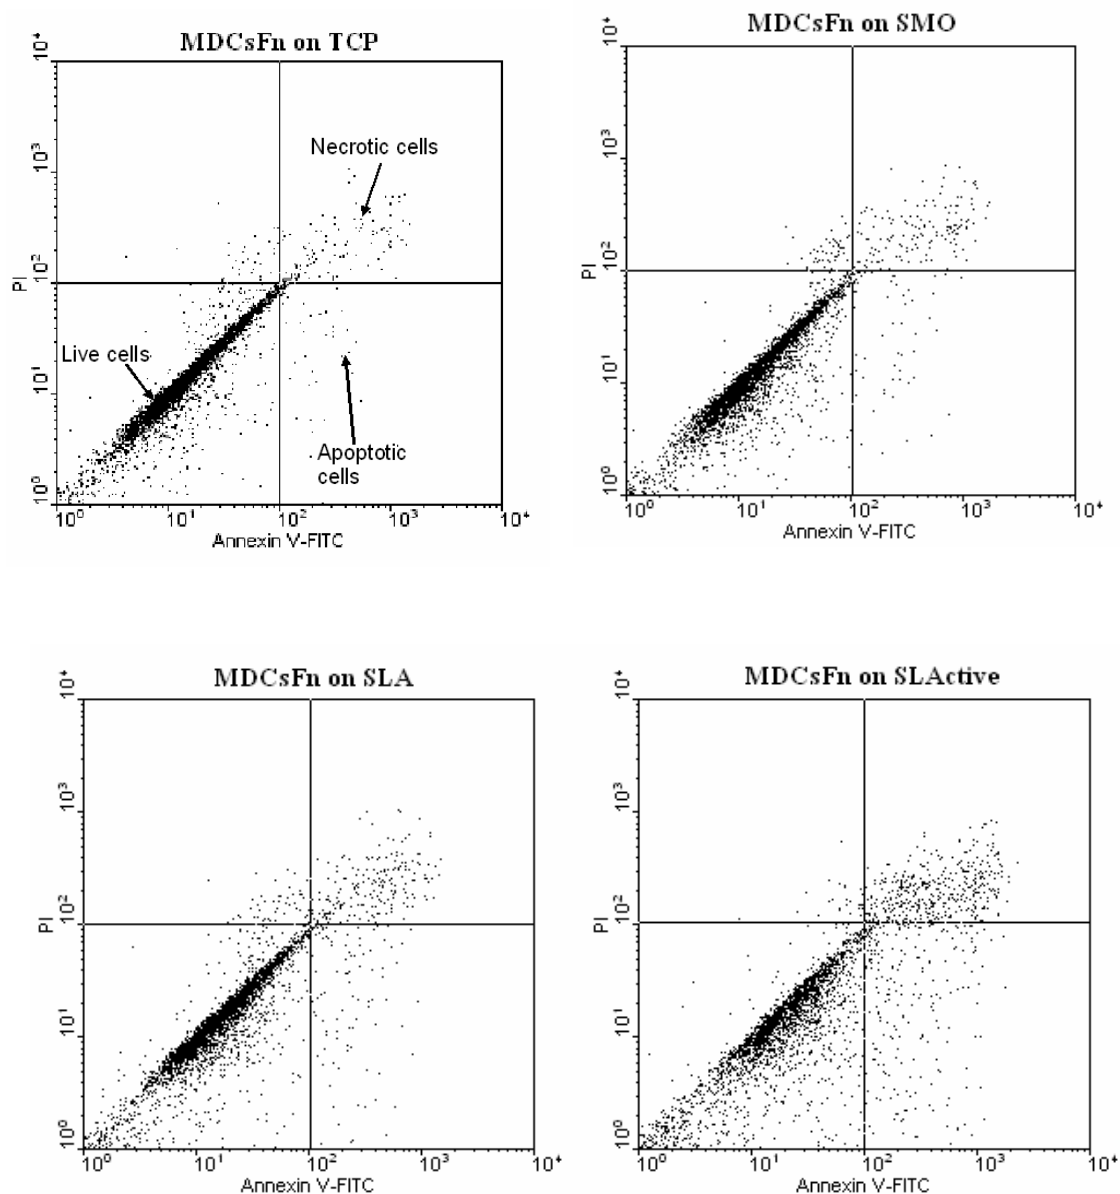 MDCsFn on TCP
10⁴
10³
10²
10¹
10⁰
PI
Necrotic cells
Live cells
Apoptotic
cells
10⁰ 10¹ 10² 10³ 10⁴
Annexin V-FITC
MDCsFn on SMO
10⁴
10³
10²
10¹
10⁰
PI
10⁰ 10¹ 10² 10³ 10⁴
Annexin V-FITC
MDCsFn on SLA
10⁴
10³
10²
10¹
10⁰
PI
10⁰ 10¹ 10² 10³ 10⁴
Annexin V-FITC
MDCsFn on SLActive
10⁴
10³
10²
10¹
10⁰
PI
10⁰ 10¹ 10² 10³ 10⁴
Annexin V-FITC